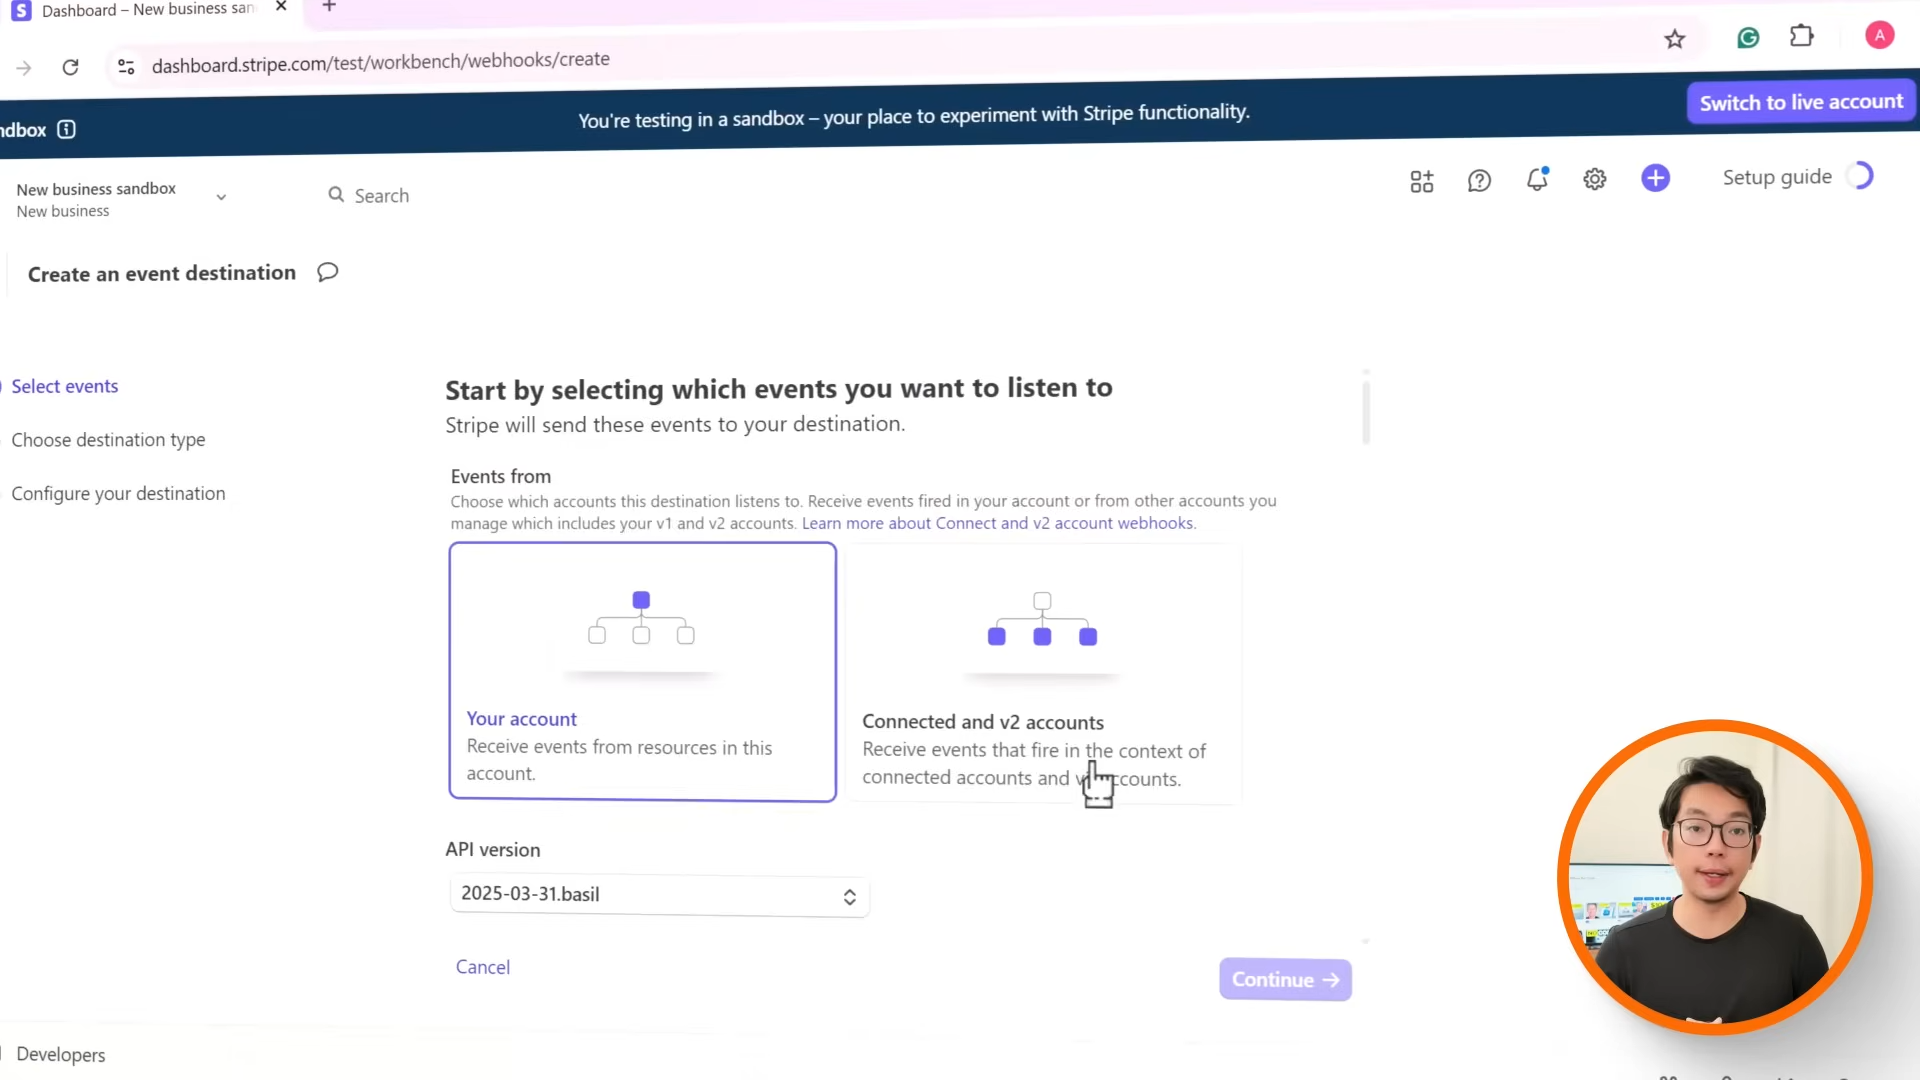 Dashboard – New business san
dashboard.stripe.com/test/workbench/webhooks/create
A
ndbox
You're testing in a sandbox – your place to experiment with Stripe functionality.
Switch to live account
New business sandbox
New business
Search
Setup guide
Create an event destination
Select events
Choose destination type
Configure your destination
Start by selecting which events you want to listen to
Stripe will send these events to your destination.
Events from
Choose which accounts this destination listens to. Receive events fired in your account or from other accounts you
manage which includes your v1 and v2 accounts. Learn more about Connect and v2 account webhooks.
Your account
Receive events from resources in this
account.
Connected and v2 accounts
Receive events that fire in the context of
connected accounts and v ccounts.
API version
2025-03-31.basil
Cancel
Continue
Developers